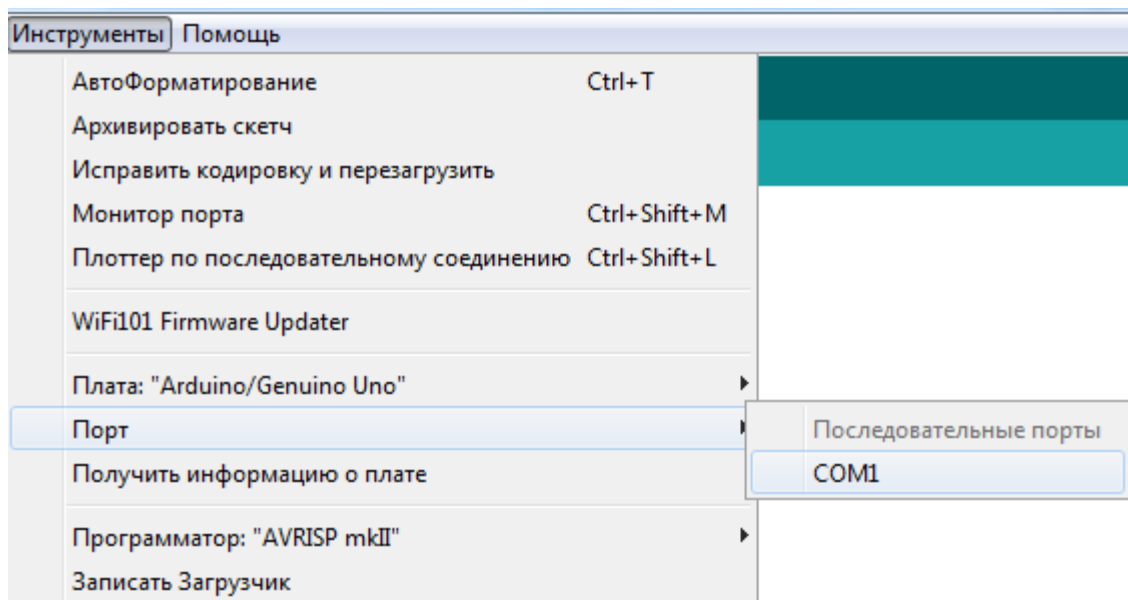 Инструменты Помощь
АвтоФорматирование Ctrl+T
Архивировать скетч
Исправить кодировку и перезагрузить
Монитор порта Ctrl+Shift+M
Плоттер по последовательному соединению Ctrl+Shift+L
WiFi101 Firmware Updater
Плата: "Arduino/Genuino Uno"
Порт
Последовательные порты
Получить информацию о плате
COM1
Программатор: "AVRISP mkII"
Записать Загрузчик